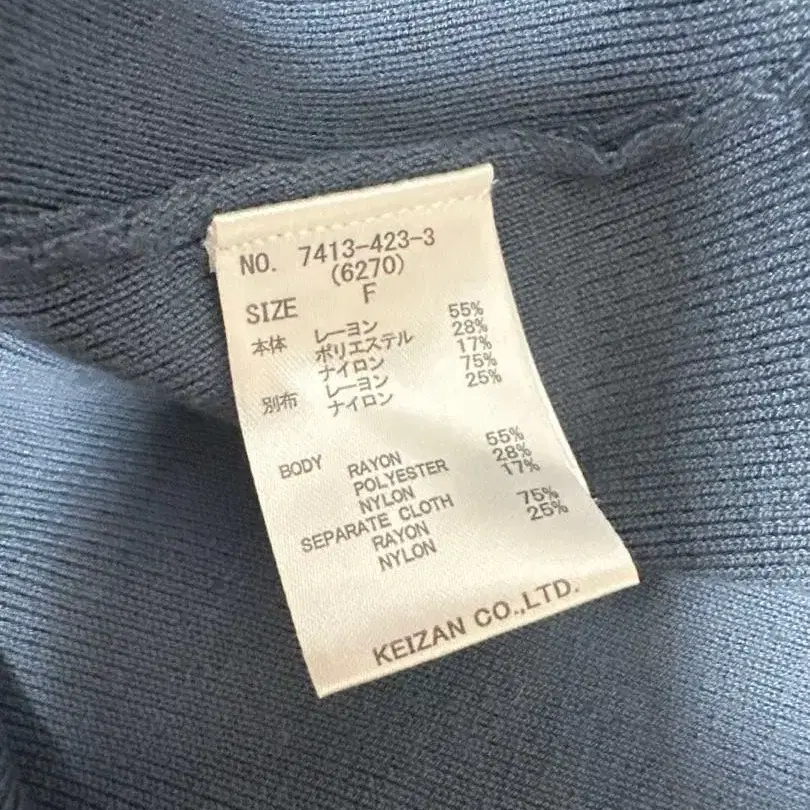 NO. 7413-423-3
(6270)
SIZE F
本体 レーヨン 55%
ポリエステル 28%
ナイロン 17%
別布 レーヨン 75%
ナイロン 25%
BODY RAYON 55%
POLYESTER 28%
NYLON 17%
SEPARATE CLOTH
RAYON 75%
NYLON 25%
KEIZAN CO.,LTD.